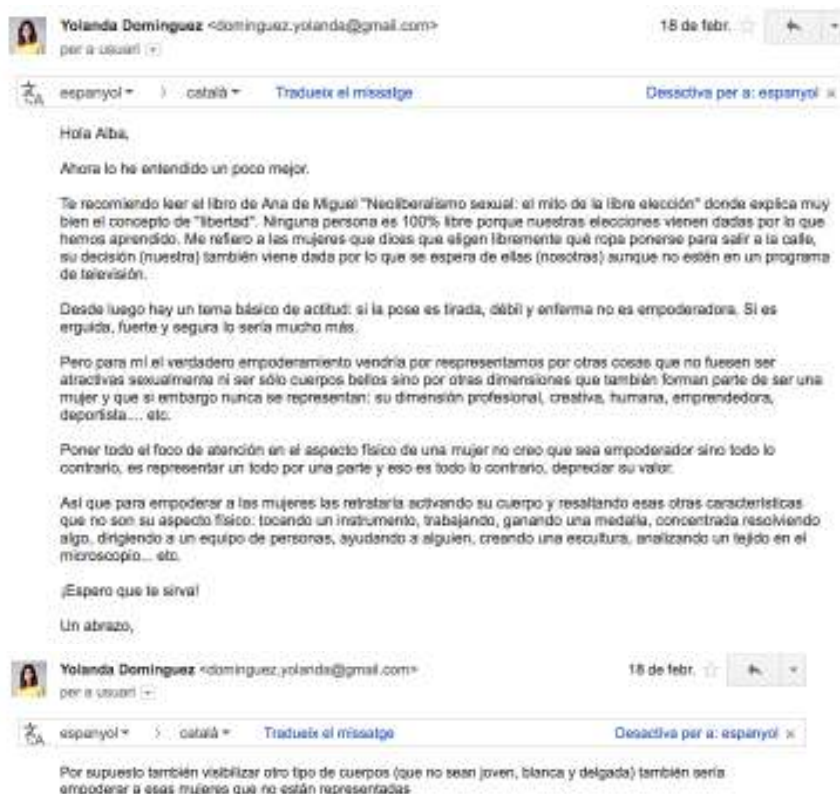 Yolanda Dominguez <dominguez.yolanda@gmail.com>
18 de febr.
per a usuari
espanyol
català
Tradueix el missatge
Desactiva per a: espanyol
Hola Alba,
Ahora lo he entendido un poco mejor.
Te recomiendo leer el libro de Ana de Miguel "Neoliberalismo sexual: el mito de la libre elección" donde explica muy
bien el concepto de "libertad". Ninguna persona es 100% libre porque nuestras elecciones vienen dadas por lo que
hemos aprendido. Me refiero a las mujeres que dices que eligen libremente qué ropa ponerse para salir a la calle,
su decisión (nuestra) también viene dada por lo que se espera de ellas (nosotras) aunque no estén en un programa
de televisión.
Desde luego hay un tema básico de actitud: si la pose es tirada, débil y enferma no es empoderadora. Si es
erguida, fuerte y segura lo sería mucho más.
Pero para mí el verdadero empoderamiento vendría por respresentarnos por otras cosas que no fuesen ser
atractivas sexualmente ni ser sólo cuerpos bellos sino por otras dimensiones que también forman parte de ser una
mujer y que si embargo nunca se representan: su dimensión profesional, creativa, humana, emprendedora,
deportista.... etc.
Poner todo el foco de atención en el aspecto físico de una mujer no creo que sea empoderador sino todo lo
contrario, es representar un todo por una parte y eso es todo lo contrario, depreciar su valor.
Así que para empoderar a las mujeres las retrataría activando su cuerpo y resaltando esas otras características
que no son su aspecto físico: tocando un instrumento, trabajando, ganando una medalla, concentrada resolviendo
algo, dirigiendo a un equipo de personas, ayudando a alguien, creando una escultura, analizando un tejido en el
microscopio... etc.
¡Espero que te sirva!
Un abrazo,
Yolanda Dominguez <dominguez.yolanda@gmail.com>
18 de febr.
per a usuari
espanyol
català
Tradueix el missatge
Desactiva per a: espanyol
Por supuesto también visibilizar otro tipo de cuerpos (que no sean joven, blanca y delgada) también sería
empoderar a esas mujeres que no están representadas